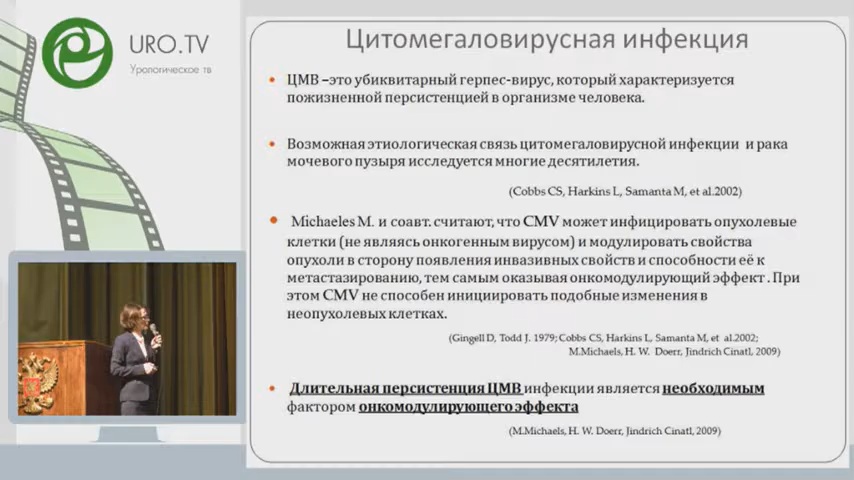 URO.TV
Урологическое тв
Цитомегаловирусная инфекция
ЦМВ –это убиквитарный герпес-вирус, который характеризуется
пожизненной персистенцией в организме человека.
Возможная этиологическая связь цитомегаловирусной инфекции и рака
мочевого пузыря исследуется многие десятилетия.
(Cobbs CS, Harkins L, Samanta M, et al.2002)
Michaeles M. и соавт. считают, что CMV может инфицировать опухолевые
клетки (не являясь онкогенным вирусом) и модулировать свойства
опухоли в сторону появления инвазивных свойств и способности её к
метастазированию, тем самым оказывая онкомодулирующий эффект . При
этом CMV не способен инициировать подобные изменения в
неопухолевых клетках.
(Gingell D, Todd J. 1979; Cobbs CS, Harkins L, Samanta M, et al.2002;
M.Michaels, H. W. Doerr, Jindrich Cinatl, 2009)
Длительная персистенция ЦМВ инфекции является необходимым
фактором онкомодулирующего эффекта
(M.Michaels, H. W. Doerr, Jindrich Cinatl, 2009)